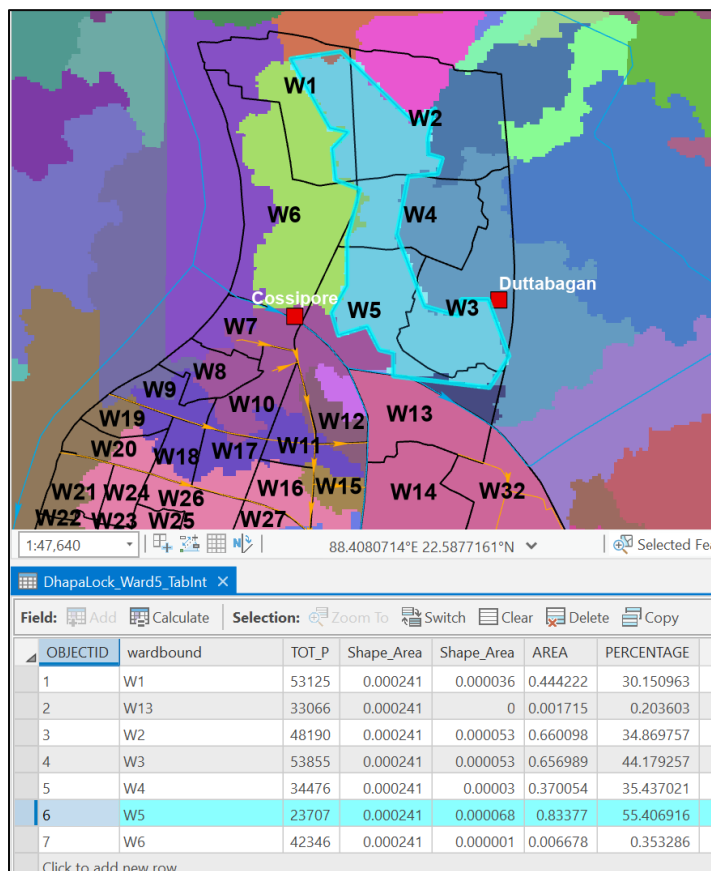 W1
W2
W6
W4
Duttabagan
Cossipore
W5
W3
W7
W8
W9
W10
W19
W12
W13
W20
W18
W17
W11
W21
W24
W26
W16
W15
W14
W32
W22
W23
W25
W27
1:47,640
88.4080714°E 22.5877161°N
Selected Fea
DhapaLock_Ward5_TabInt
Field: Add Calculate Selection: Zoom To Switch Clear Delete Copy
OBJECTID wardbound TOT_P Shape_Area Shape_Area AREA PERCENTAGE
1 W1 53125 0.000241 0.000036 0.444222 30.150963
2 W13 33066 0.000241 0 0.001715 0.203603
3 W2 48190 0.000241 0.000053 0.660098 34.869757
4 W3 53855 0.000241 0.000064 0.656989 44.179257
5 W4 34476 0.000241 0.00003 0.370054 35.437021
6 W5 23707 0.000241 0.000068 0.83377 55.406916
7 W6 42346 0.000241 0.000001 0.006678 0.353286
Click to add new row.